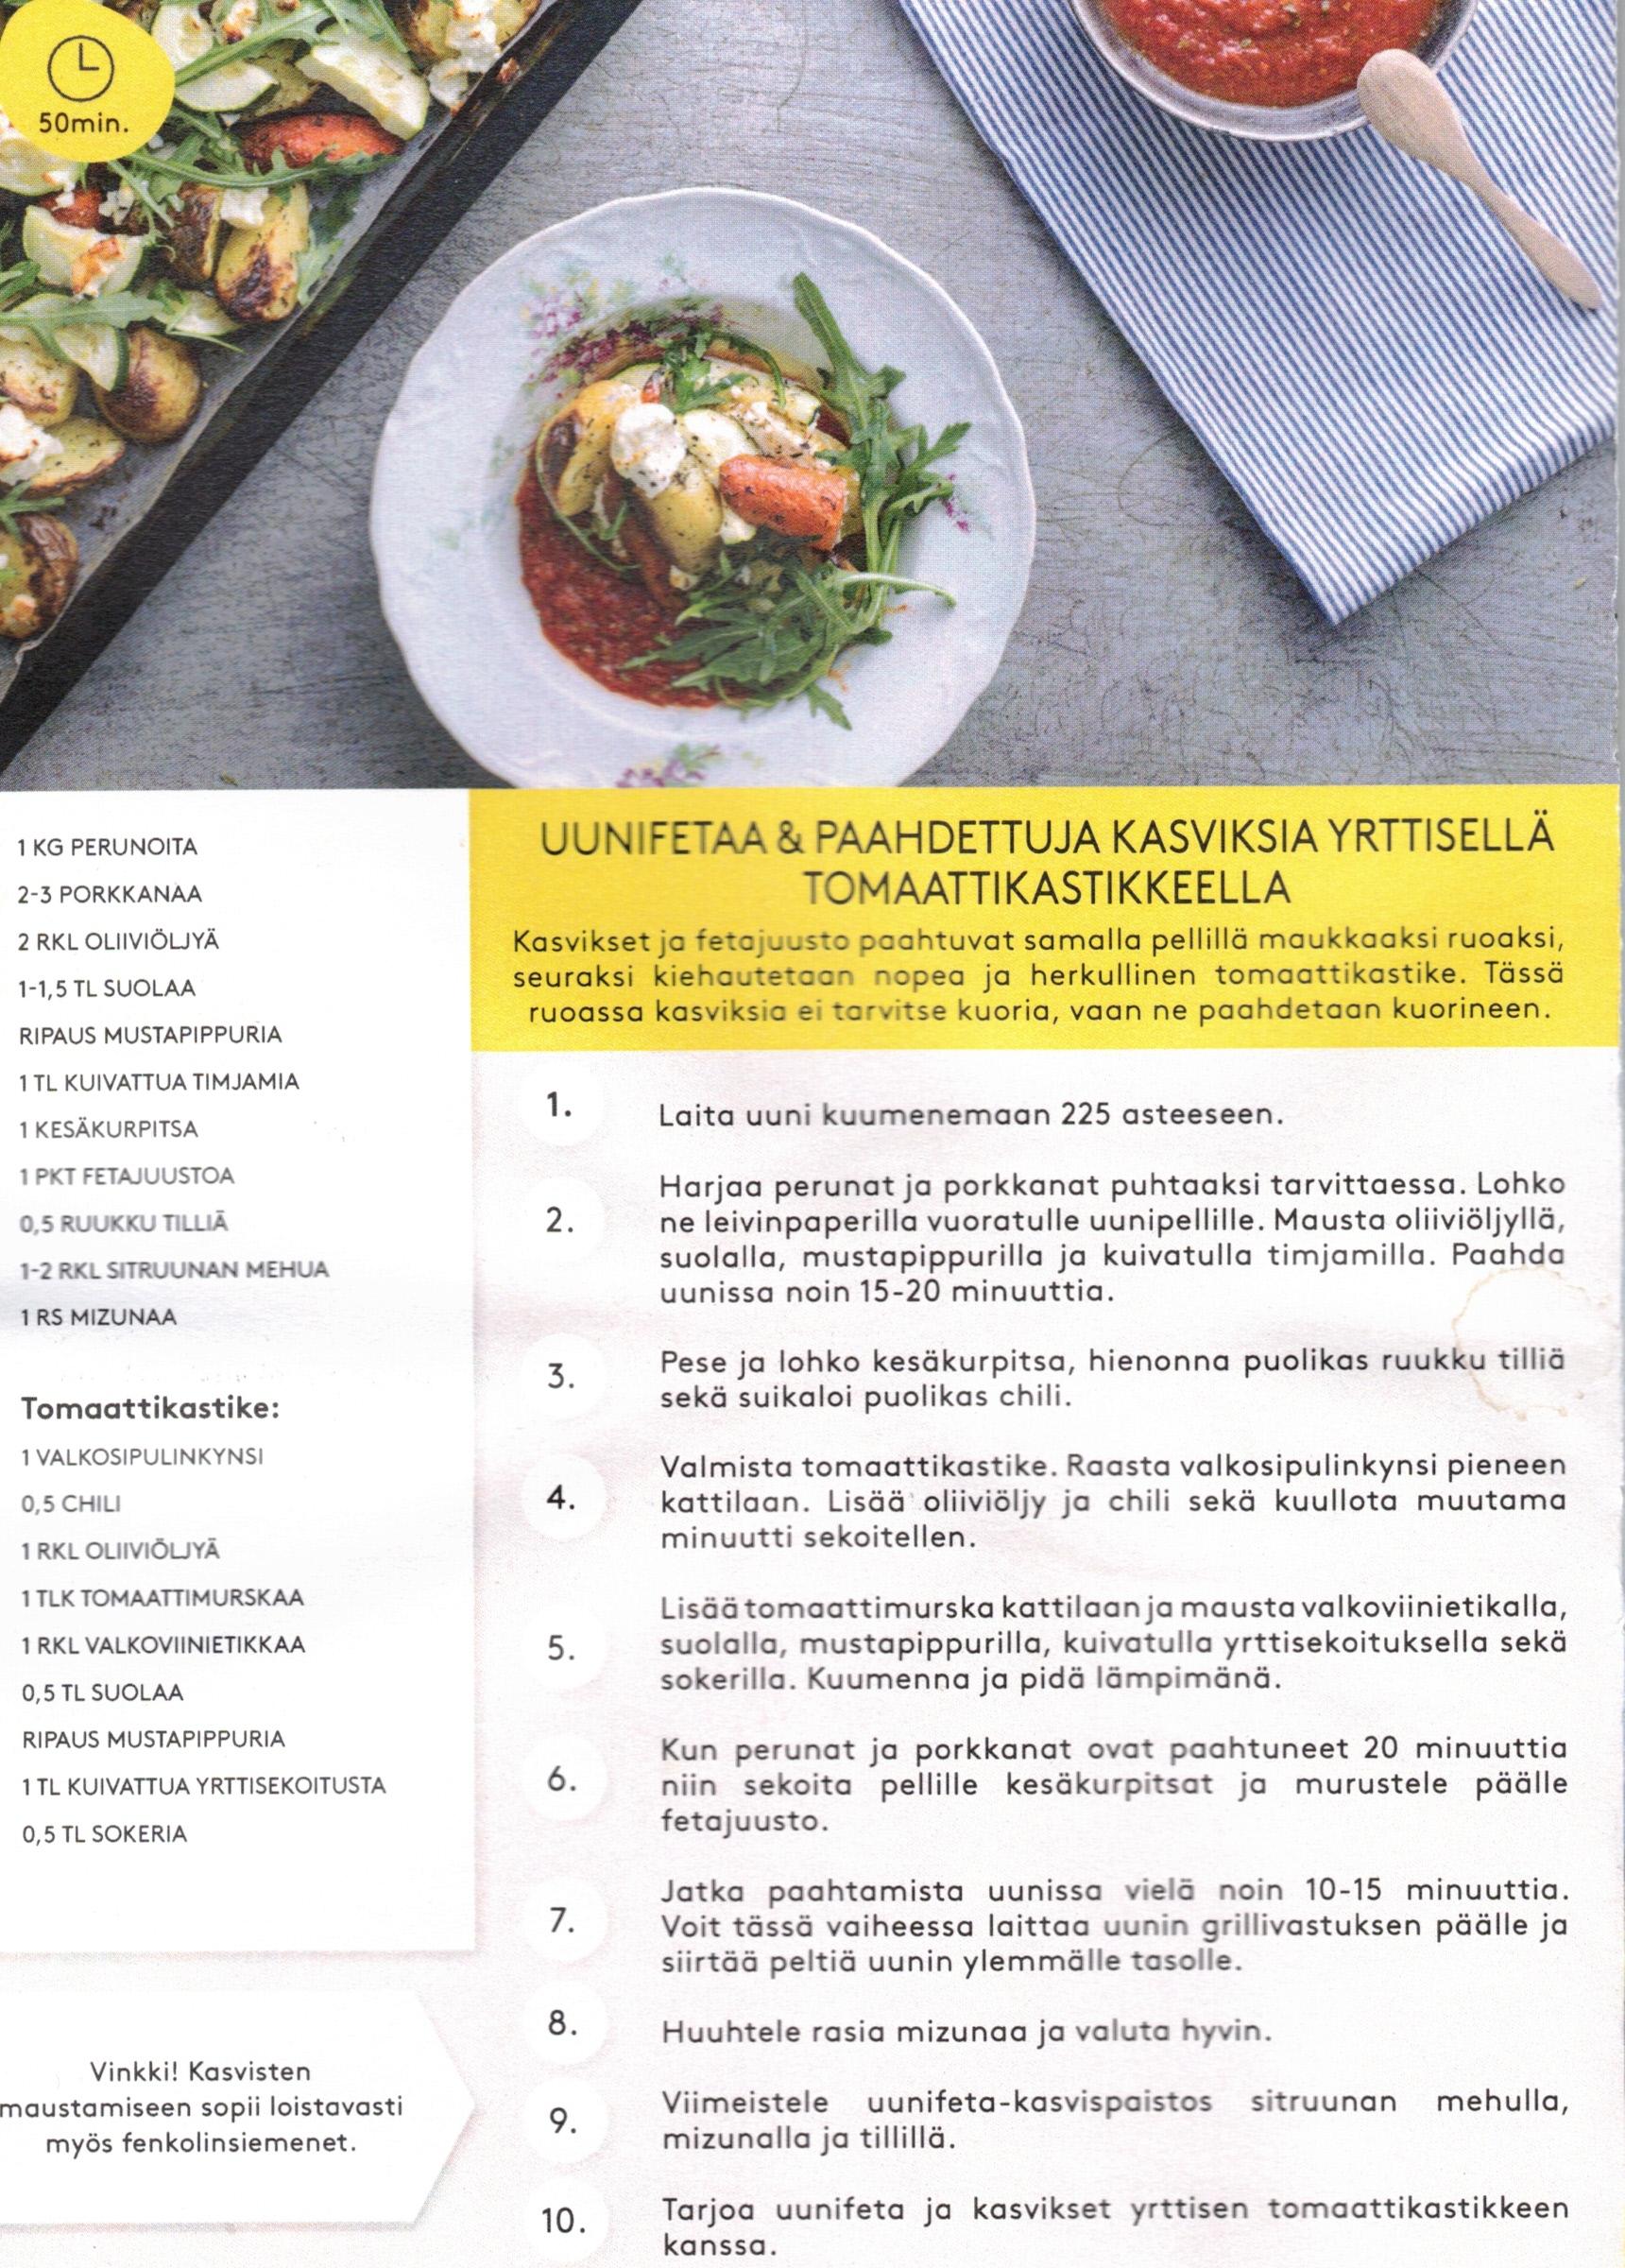 50min.
1 KG PERUNOITA
2-3 PORKKANAA
2 RKL OLIIVIÖLJYÄ
1-1,5 TL SUOLAA
RIPAUS MUSTAPIPPURIA
1 TL KUIVATTUA TIMJAMIA
1 KESÄKURPITSA
1 PKT FETAJUUSTOA
0,5 RUUKKU TILLIÄ
1-2 RKL SITRUUNAN MEHUA
1 RS MIZUNAA
Tomaattikastike:
1 VALKOSIPULINKYNSI
0,5 CHILI
1 RKL OLIIVIÖLJYÄ
1 TLK TOMAATTIMURSKAA
1 RKL VALKOVIINIETIKKAA
0,5 TL SUOLAA
RIPAUS MUSTAPIPPURIA
1 TL KUIVATTUA YRTTISEKOITUSTA
0,5 TL SOKERIA
Vinkki! Kasvisten
maustamiseen sopii loistavasti
myös fenkolinsiemenet.
UUNIFETAA & PAAHDETTUJA KASVIKSIA YRTTISELLÄ
TOMAATTIKASTIKKEELLA
Kasvikset ja fetajuusto paahtuvat samalla pellillä maukkaaksi ruoaksi,
seuraksi kiehautetaan nopea ja herkullinen tomaattikastike. Tässä
ruoassa kasviksia ei tarvitse kuoria, vaan ne paahdetaan kuorineen.
1. Laita uuni kuumenemaan 225 asteeseen.
2. Harjaa perunat ja porkkanat puhtaaksi tarvittaessa. Lohko
ne leivinpaperilla vuoratulle uunipellille. Mausta oliiviöljyllä,
suolalla, mustapippurilla ja kuivatulla timjamilla. Paahda
uunissa noin 15-20 minuuttia.
3. Pese ja lohko kesäkurpitsa, hienonna puolikas ruukku tilliä
sekä suikaloi puolikas chili.
4. Valmista tomaattikastike. Raasta valkosipulinkynsi pieneen
kattilaan. Lisää oliiviöljy ja chili sekä kuullota muutama
minuutti sekoitellen.
5. Lisää tomaattimurska kattilaan ja mausta valkoviinietikalla,
suolalla, mustapippurilla, kuivatulla yrttisekoituksella sekä
sokerilla. Kuumenna ja pidä lämpimänä.
6. Kun perunat ja porkkanat ovat paahtuneet 20 minuuttia
niin sekoita pellille kesäkurpitsat ja murustele päälle
fetajuusto.
7. Jatka paahtamista uunissa vielä noin 10-15 minuuttia.
Voit tässä vaiheessa laittaa uunin grillivastuksen päälle ja
siirtää peltiä uunin ylemmälle tasolle.
8. Huuhtele rasia mizunaa ja valuta hyvin.
9. Viimeistele uunifeta-kasvispaistos sitruunan mehulla,
mizunalla ja tillillä.
10. Tarjoa uunifeta ja kasvikset yrttisen tomaattikastikkeen
kanssa.